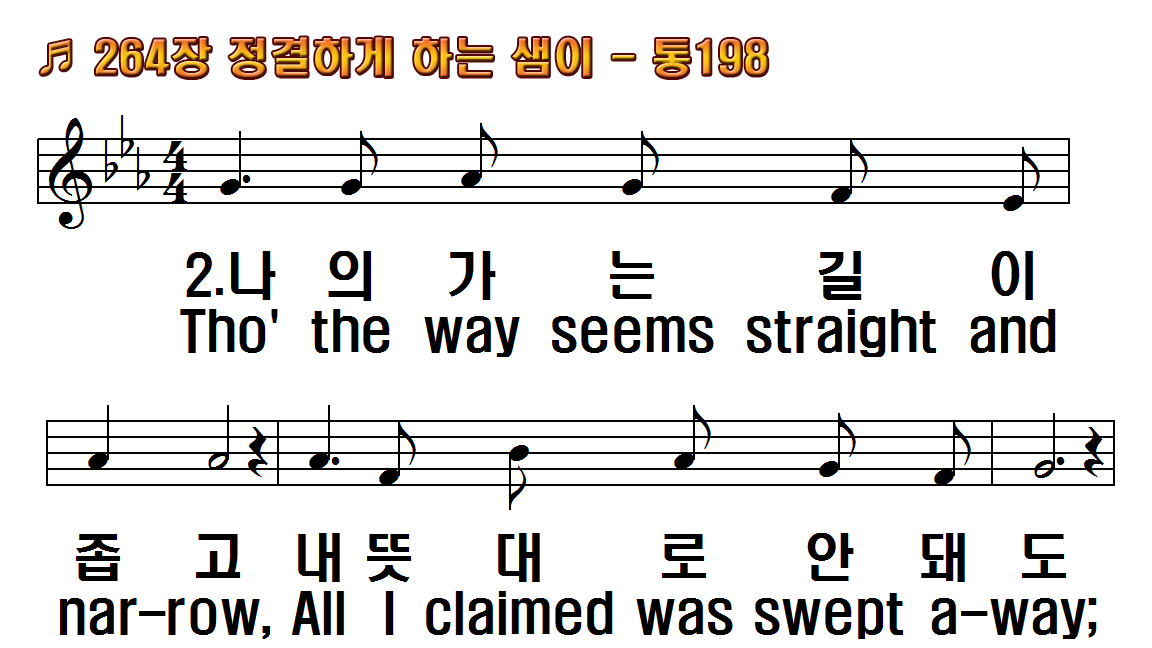 ♬ 264장 정결하게 하는 샘이 - 통198
2.나 의 가 는 길 이
Tho' the way seems straight and
좁 고 내 뜻 대 로 안 돼 도
nar-row, All I claimed was swept a-way;